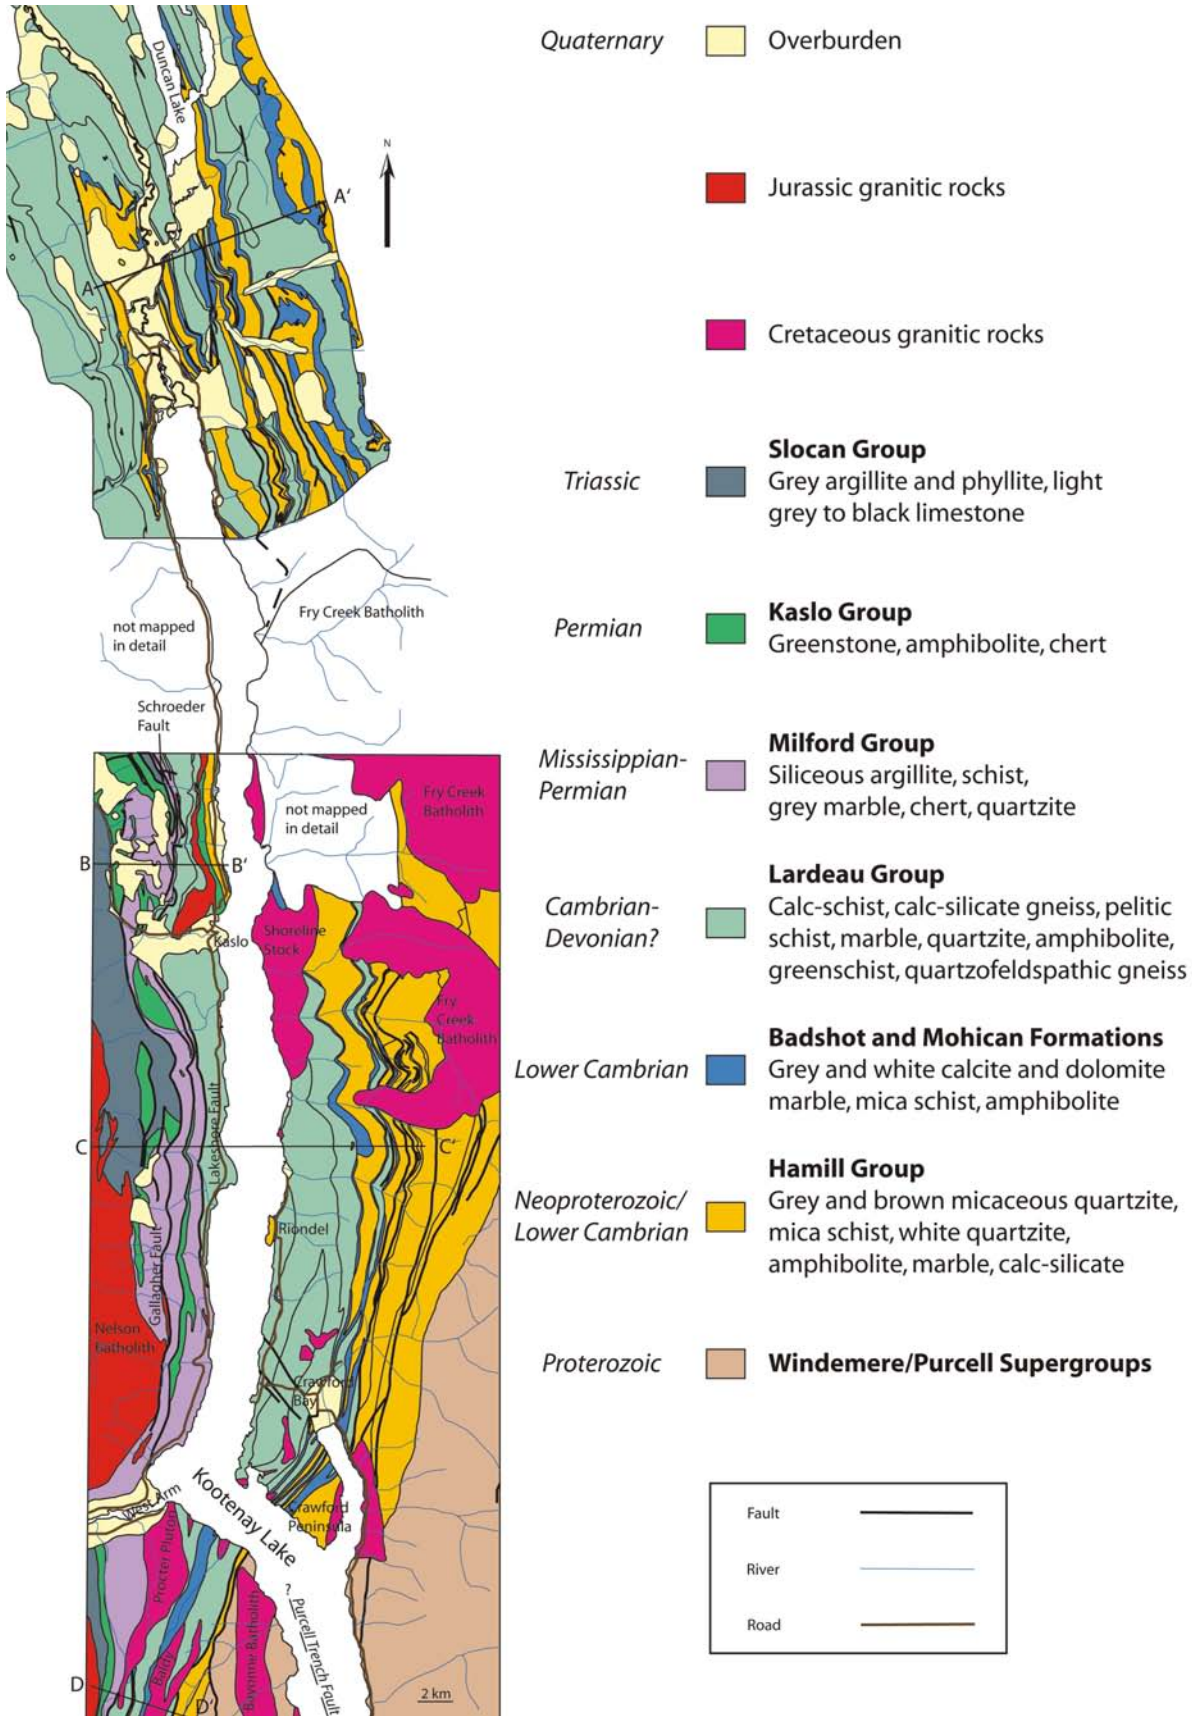 Duncan Lake
N
A'
A
Fry Creek Batholith
not mapped
in detail
Schroeder
Fault
Fry Creek
Batholith
not mapped
in detail
B
B'
Kaslo
Shoreline
Stock
Fry
Creek
Batholith
Lakeshore Fault
C
C'
Riondel
Gallagher Fault
Nelson
Batholith
Crawford
Bay
West Arm
Kootenay Lake
Crawford
Peninsula
Procter Pluton
?
Purcell Trench Fault
Baldy
Bayonne Batholith
D
D'
2 km
Quaternary
Overburden
Jurassic granitic rocks
Cretaceous granitic rocks
Triassic
Slocan Group
Grey argillite and phyllite, light
grey to black limestone
Permian
Kaslo Group
Greenstone, amphibolite, chert
Mississippian-
Permian
Milford Group
Siliceous argillite, schist,
grey marble, chert, quartzite
Cambrian-
Devonian?
Lardeau Group
Calc-schist, calc-silicate gneiss, pelitic
schist, marble, quartzite, amphibolite,
greenschist, quartzofeldspathic gneiss
Lower Cambrian
Badshot and Mohican Formations
Grey and white calcite and dolomite
marble, mica schist, amphibolite
Neoproterozoic/
Lower Cambrian
Hamill Group
Grey and brown micaceous quartzite,
mica schist, white quartzite,
amphibolite, marble, calc-silicate
Proterozoic
Windemere/Purcell Supergroups
Fault
River
Road